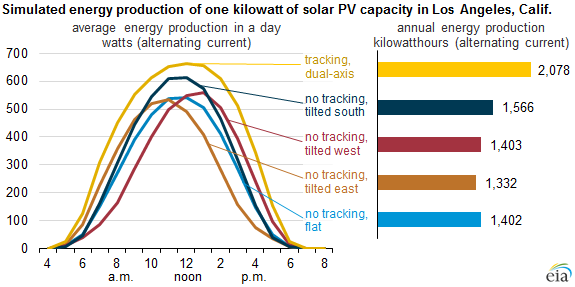 Simulated energy production of one kilowatt of solar PV capacity in Los Angeles, Calif.
average energy production in a day
watts (alternating current)
annual energy production
kilowatthours (alternating current)
700
600
500
400
300
200
100
0
4 6 8 10 12 2 4 6 8
a.m. noon p.m.
tracking,
dual-axis
no tracking,
tilted south
no tracking,
tilted west
no tracking,
tilted east
no tracking,
flat
2,078
1,566
1,403
1,332
1,402
eia